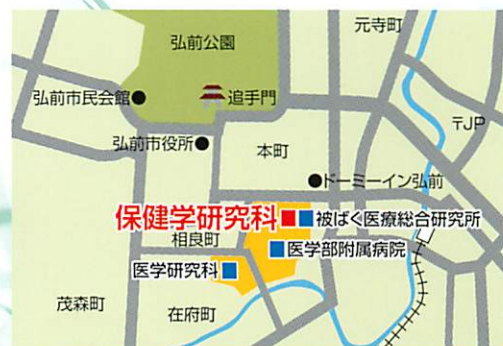 元寺町
弘前公園
弘前市民会館
追手門
〒JP
弘前市役所
本町
ドーミーイン弘前
保健学研究科
被ばく医療総合研究所
相良町
医学部附属病院
医学研究科
茂森町
在府町